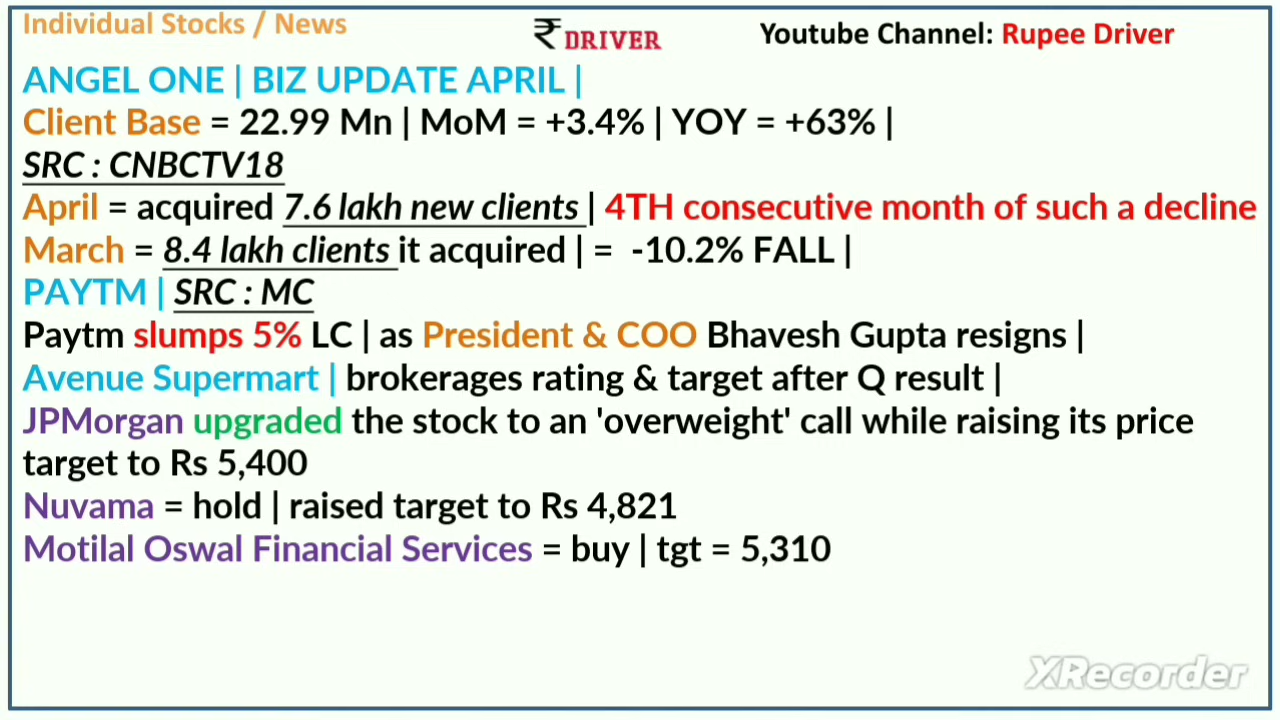 Individual Stocks / News
₹ DRIVER
Youtube Channel: Rupee Driver
ANGEL ONE | BIZ UPDATE APRIL |
Client Base = 22.99 Mn | MoM = +3.4% | YOY = +63% |
SRC : CNBCTV18
April = acquired 7.6 lakh new clients | 4TH consecutive month of such a decline
March = 8.4 lakh clients it acquired | = -10.2% FALL |
PAYTM | SRC : MC
Paytm slumps 5% LC | as President & COO Bhavesh Gupta resigns |
Avenue Supermart | brokerages rating & target after Q result |
JPMorgan upgraded the stock to an 'overweight' call while raising its price
target to Rs 5,400
Nuvama = hold | raised target to Rs 4,821
Motilal Oswal Financial Services = buy | tgt = 5,310
XRecorder